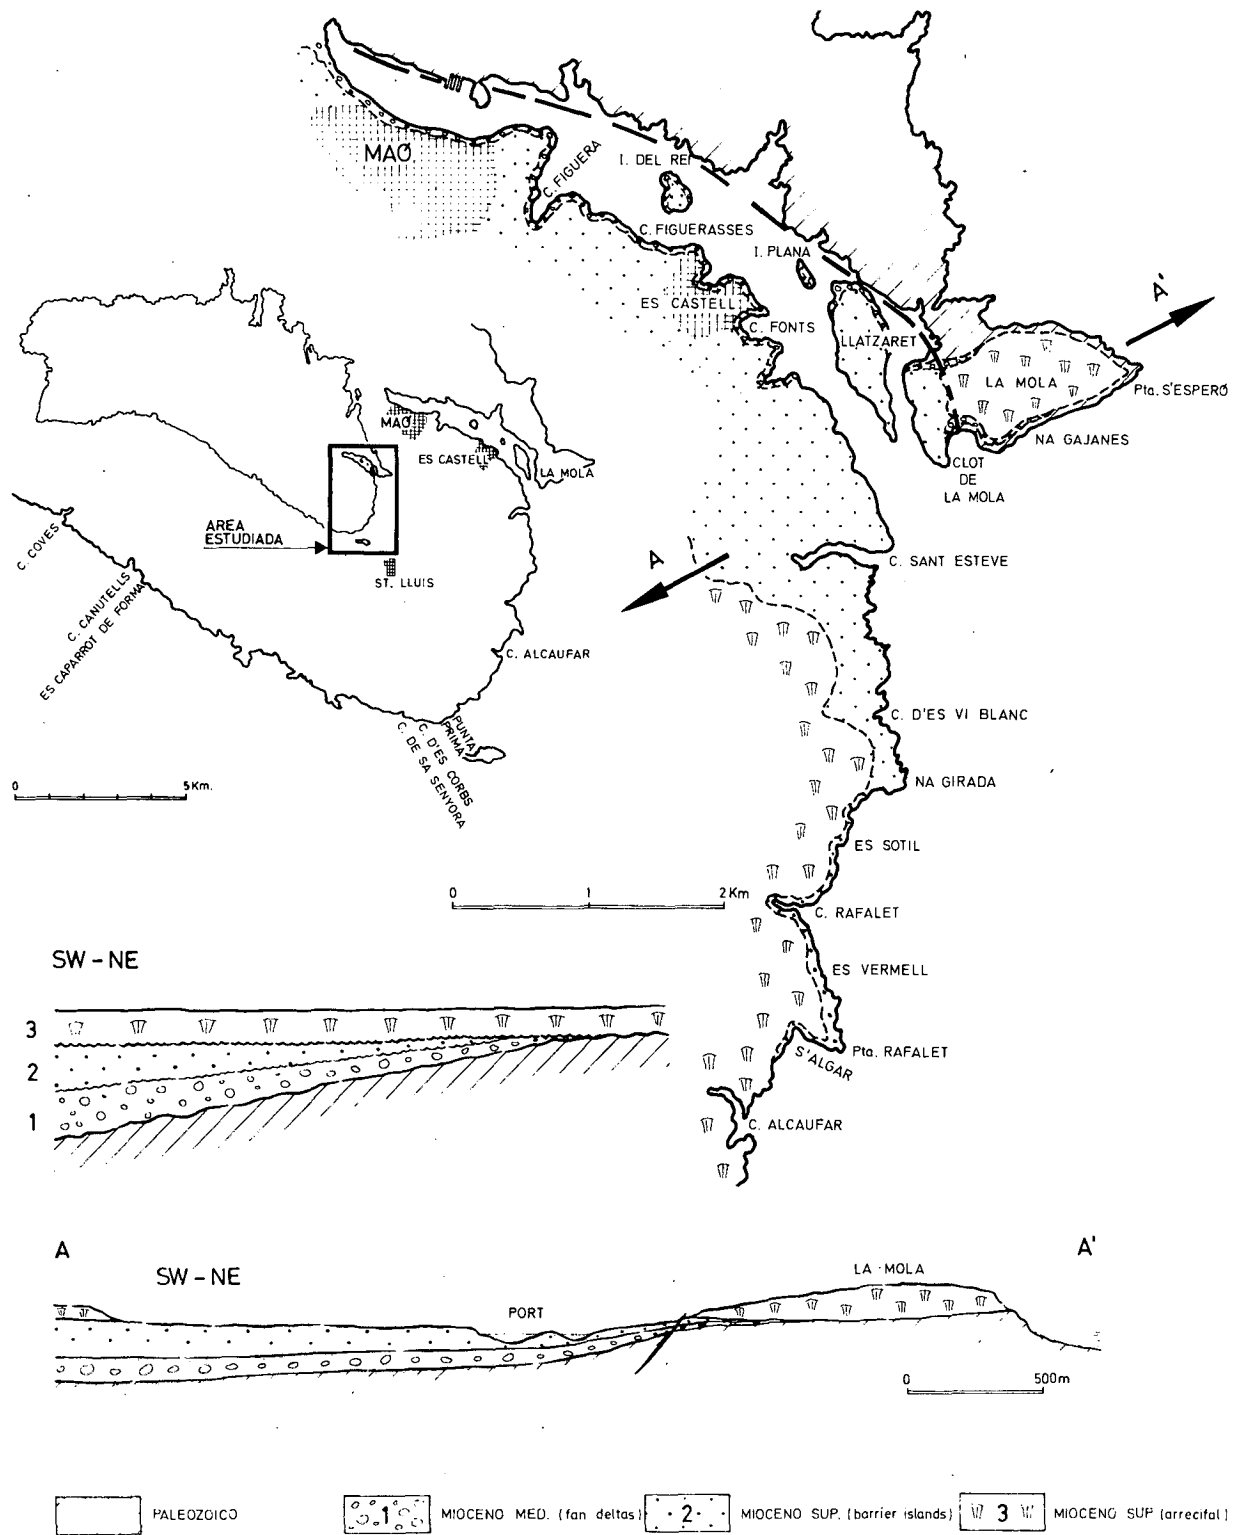 MAÓ
C. FIGUERA
I. DEL REI
C. FIGUERASSES
I. PLANA
ES CASTELL
C. FONTS
LLATZARET
LA MOLA
A'
Pta. S'ESPERÓ
NA GAJANES
CLOT
DE
LA MOLA
A
C. SANT ESTEVE
C. D'ES VI BLANC
NA GIRADA
ES SOTIL
C. RAFALET
ES VERMELL
Pta. RAFALET
S'ALGAR
C. ALCAUFAR
MAÓ
ES CASTELL
LA MOLA
AREA
ESTUDIADA
ST. LLUIS
C. COVES
C. CANUTELLS
ES CAPARROT DE FORMA
C. ALCAUFAR
PUNTA
PRIMA
C. D'ES CORBS
C. DE SA SENYORA
5Km.
0 1 2 Km
SW - NE
3
2
1
A
A'
SW - NE
PORT
LA MOLA
0 500m
PALEOZOICO
1 MIOCENO MED. (fan deltas)
2 MIOCENO SUP. (barrier islands)
3 MIOCENO SUP (arrecifal)